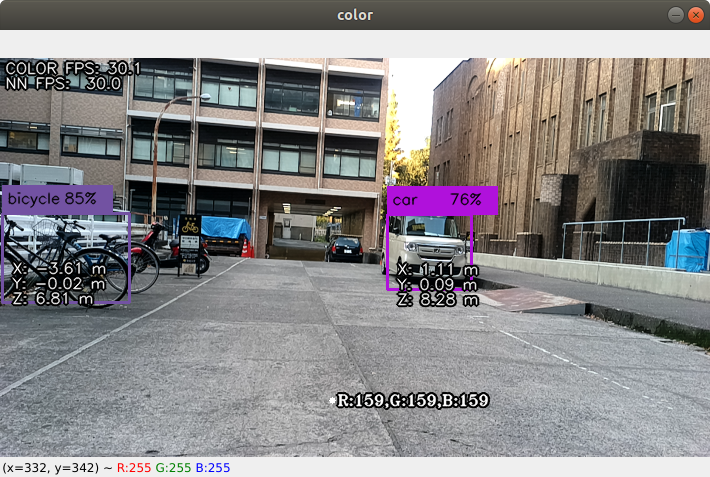 color
COLOR FPS: 30.1
NN FPS: 30.0
bicycle 85%
car 76%
X: -3.61 m
Y: -0.02 m
Z: 6.81 m
X: 1.11 m
Y: 0.09 m
Z: 8.28 m
R:159,G:159,B:159
(x=332, y=342) ~ R:255 G:255 B:255